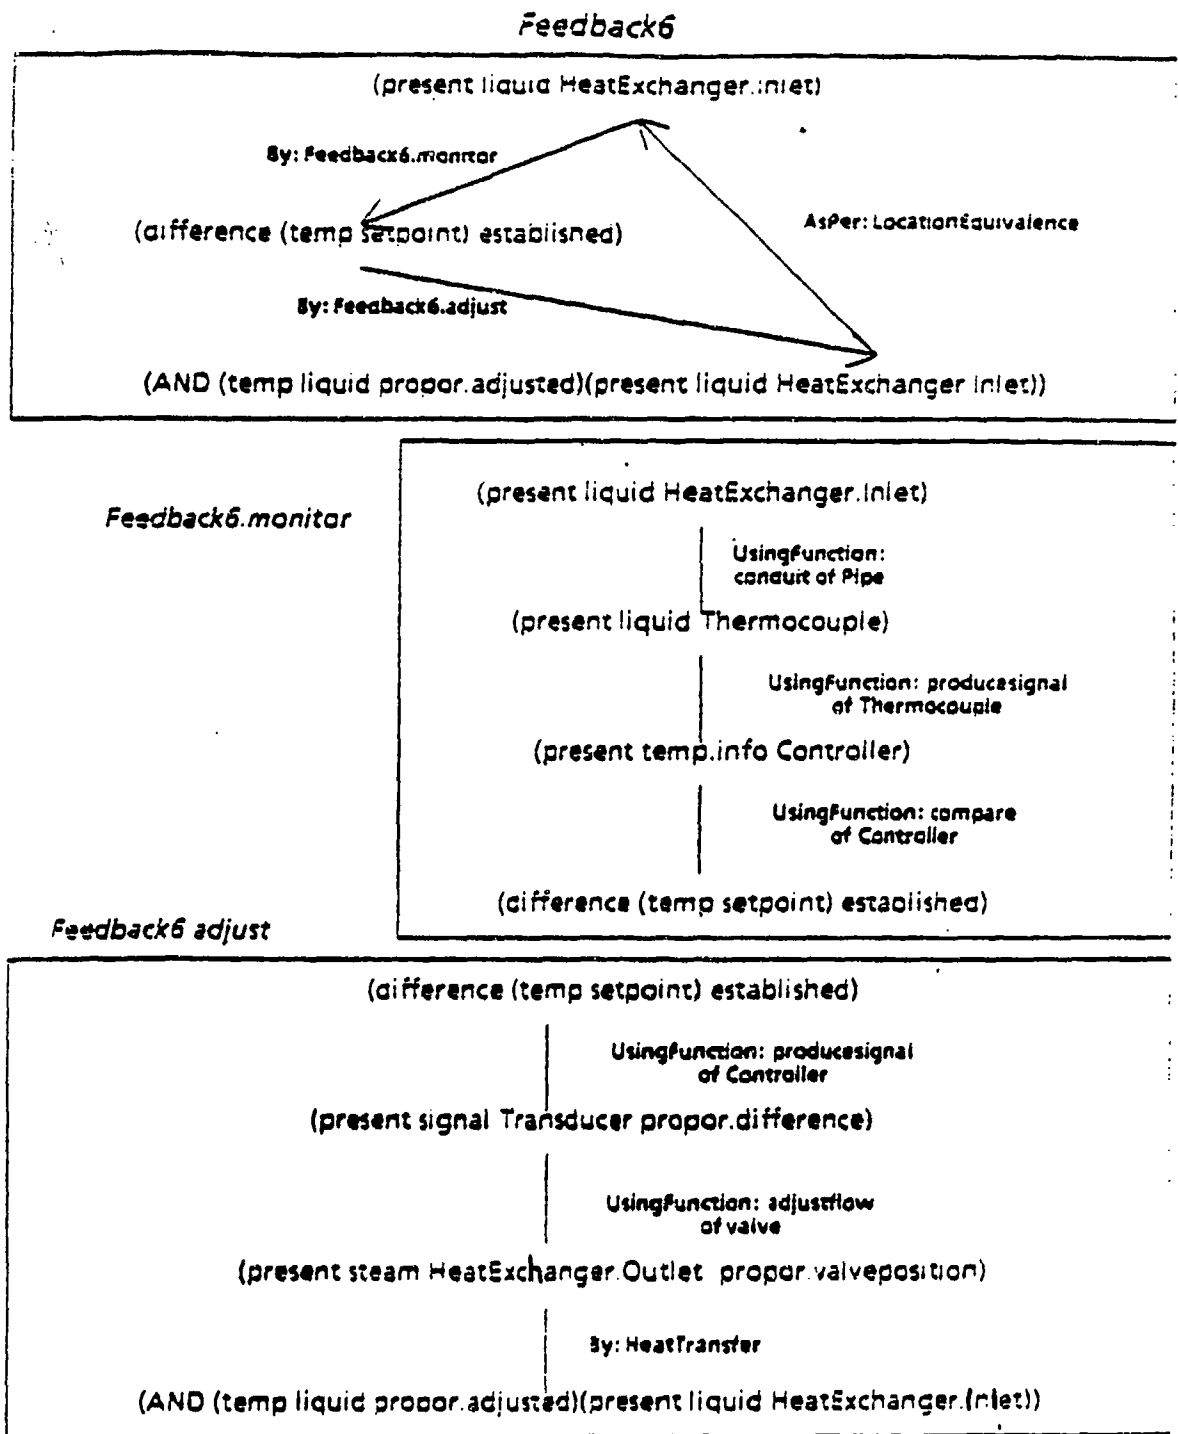 Feedback6
(present liquid HeatExchanger.Inlet)
By: Feedback6.monitor
(difference (temp setpoint) established)
AsPer: LocationEquivalence
By: Feedback6.adjust
(AND (temp liquid propor.adjusted)(present liquid HeatExchanger Inlet))
(present liquid HeatExchanger.Inlet)
Feedback6.monitor
UsingFunction:
conduit of Pipe
(present liquid Thermocouple)
UsingFunction: producesignal
of Thermocouple
(present temp.info Controller)
UsingFunction: compare
of Controller
(difference (temp setpoint) established)
Feedback6 adjust
(difference (temp setpoint) established)
UsingFunction: producesignal
of Controller
(present signal Transducer propor.difference)
UsingFunction: adjustflow
of valve
(present steam HeatExchanger.Outlet propor.valveposition)
By: HeatTransfer
(AND (temp liquid propor.adjusted)(present liquid HeatExchanger.Inlet))